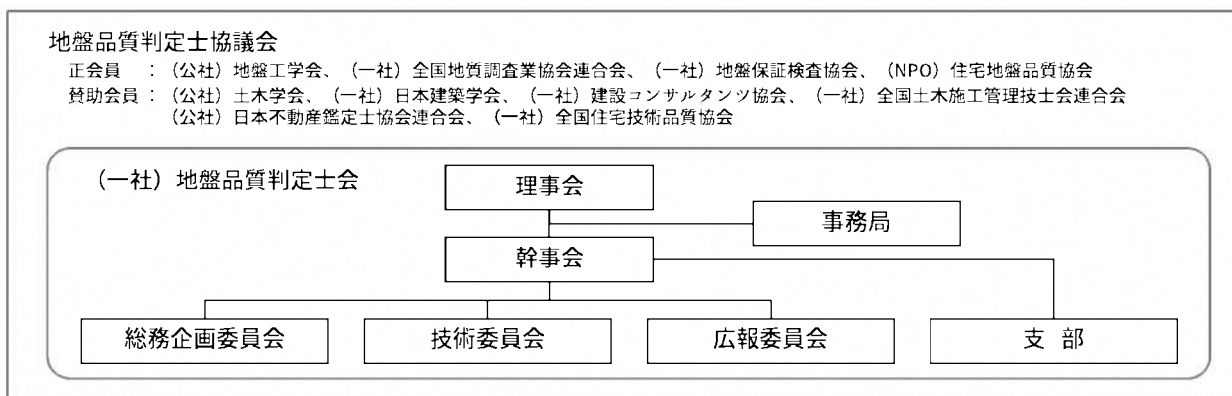 地盤品質判定士協議会
正会員 ：（公社）地盤工学会、（一社）全国地質調査業協会連合会、（一社）地盤保証検査協会、（NPO）住宅地盤品質協会
賛助会員：（公社）土木学会、（一社）日本建築学会、（一社）建設コンサルタンツ協会、（一社）全国土木施工管理技士会連合会
（公社）日本不動産鑑定士協会連合会、（一社）全国住宅技術品質協会
（一社）地盤品質判定士会
理事会
事務局
幹事会
総務企画委員会
技術委員会
広報委員会
支 部